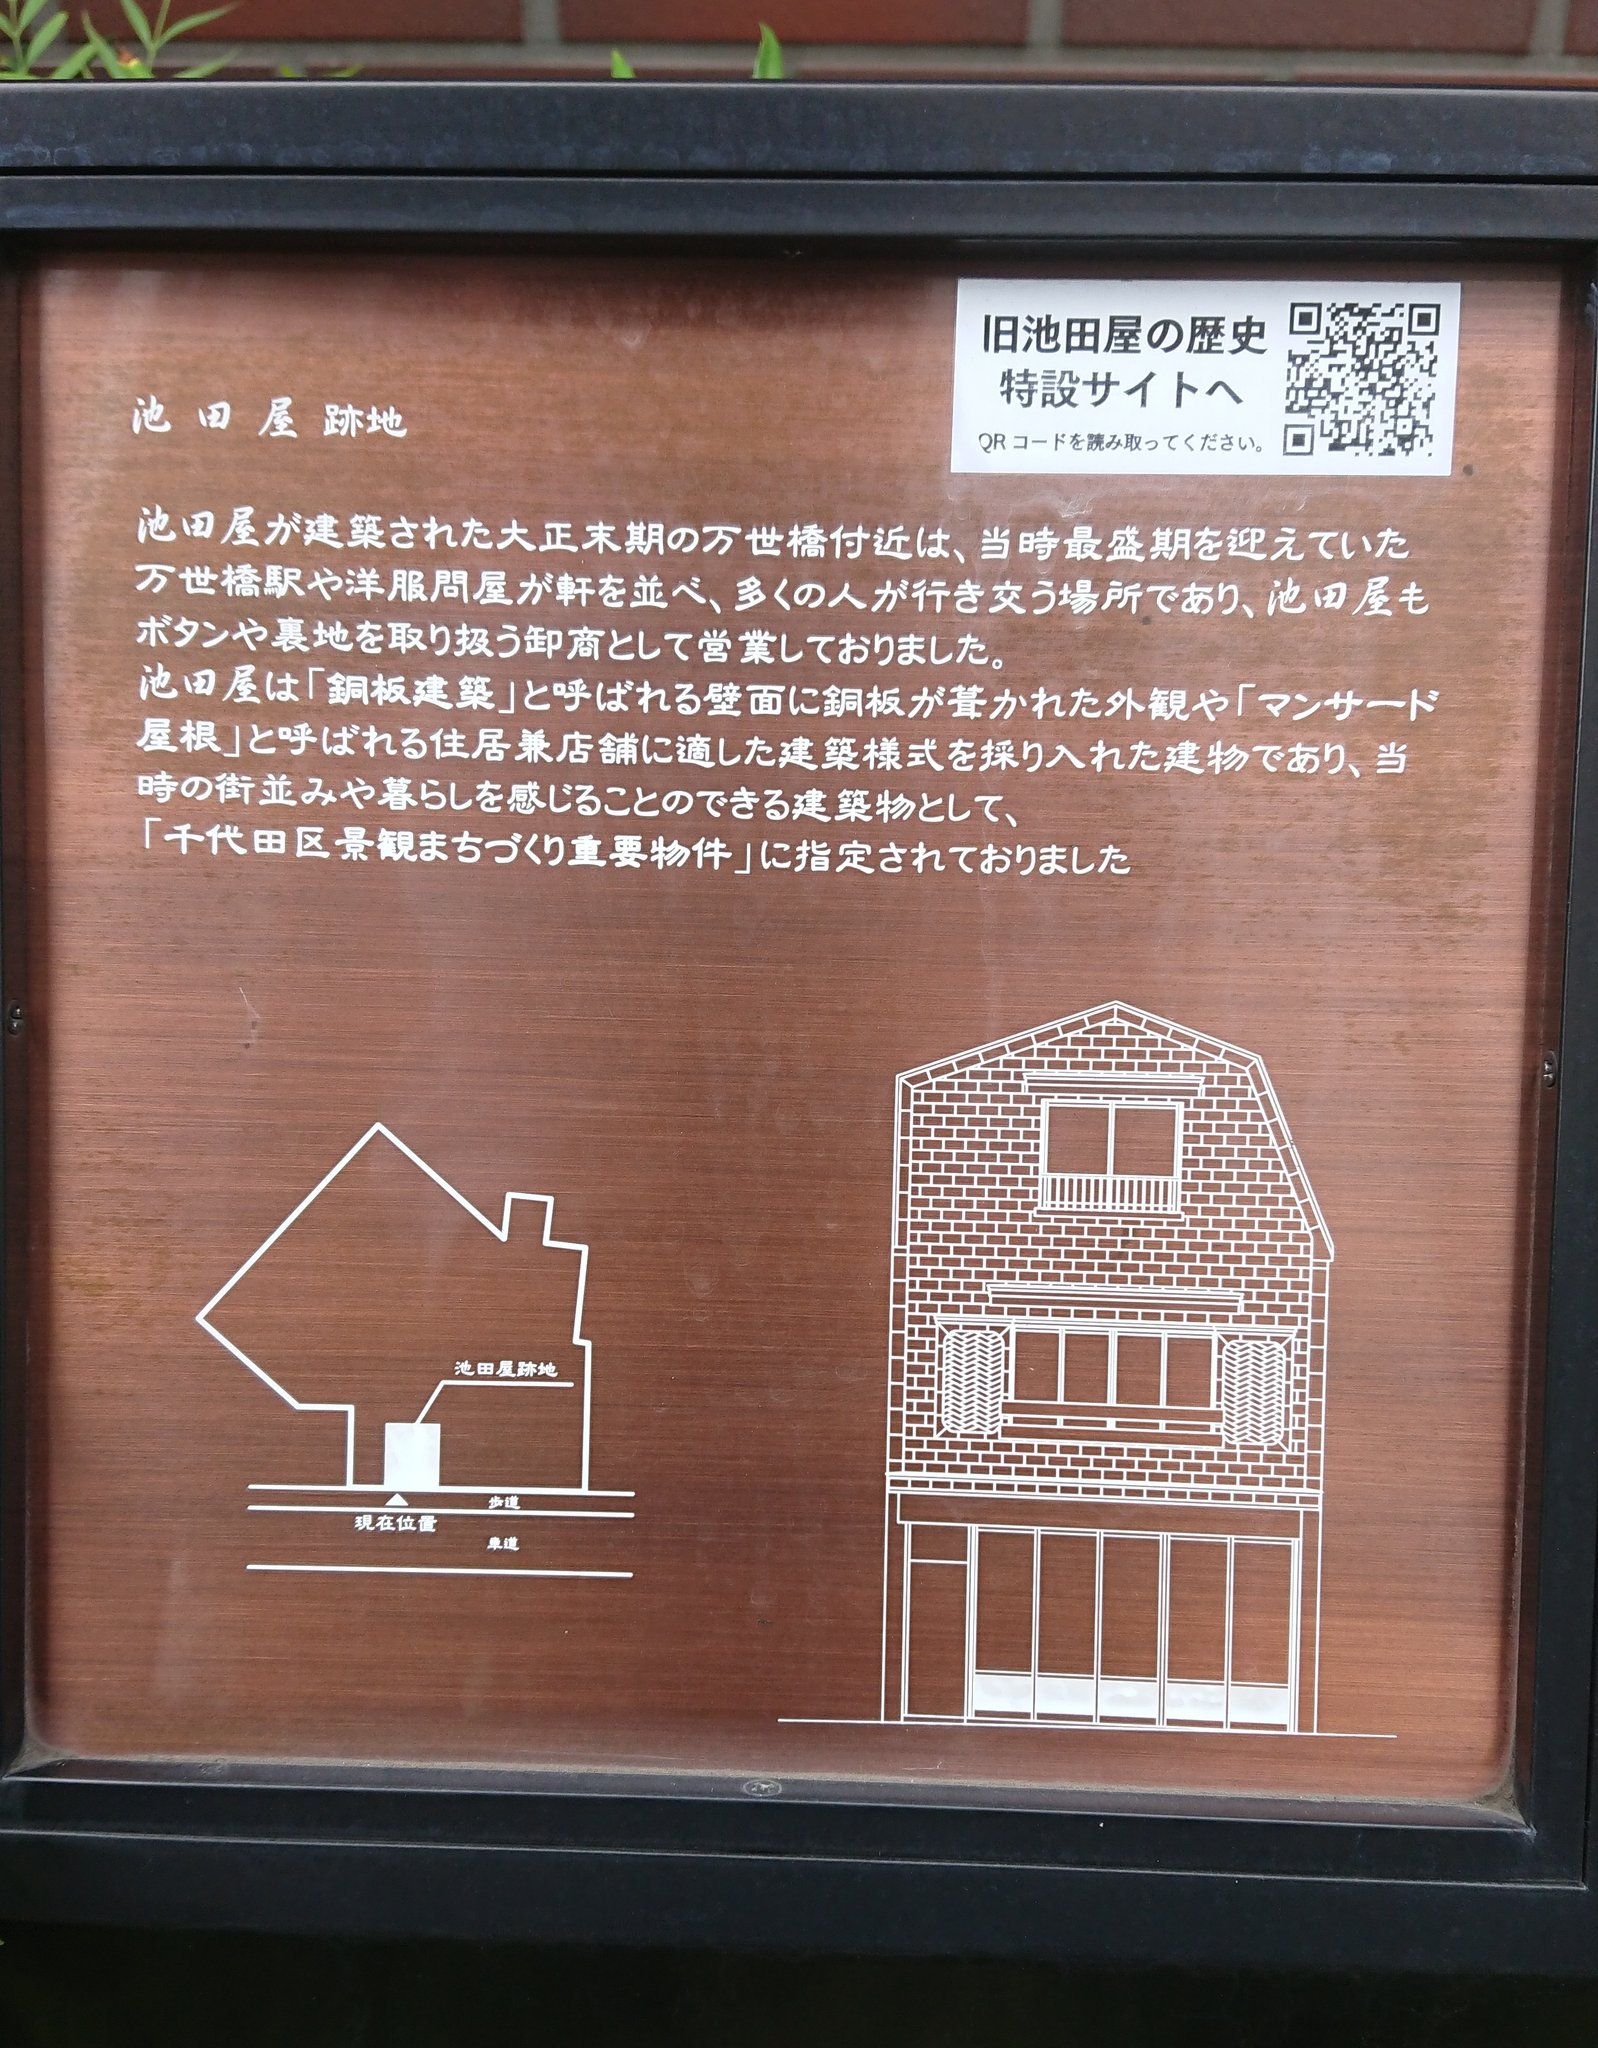 旧池田屋の歴史
特設サイトへ
QRコードを読み取ってください。
池田屋 跡地
池田屋が建築された大正末期の万世橋付近は、当時最盛期を迎えていた
万世橋駅や洋服問屋が軒を並べ、多くの人が行き交う場所であり、池田屋も
ボタンや裏地を取り扱う卸商として営業しておりました。
池田屋は「銅板建築」と呼ばれる壁面に銅板が葺かれた外観や「マンサード
屋根」と呼ばれる住居兼店舗に適した建築様式を採り入れた建物であり、当
時の街並みや暮らしを感じることのできる建築物として、
「千代田区景観まちづくり重要物件」に指定されておりました
池田屋跡地
歩道
現在位置
車道